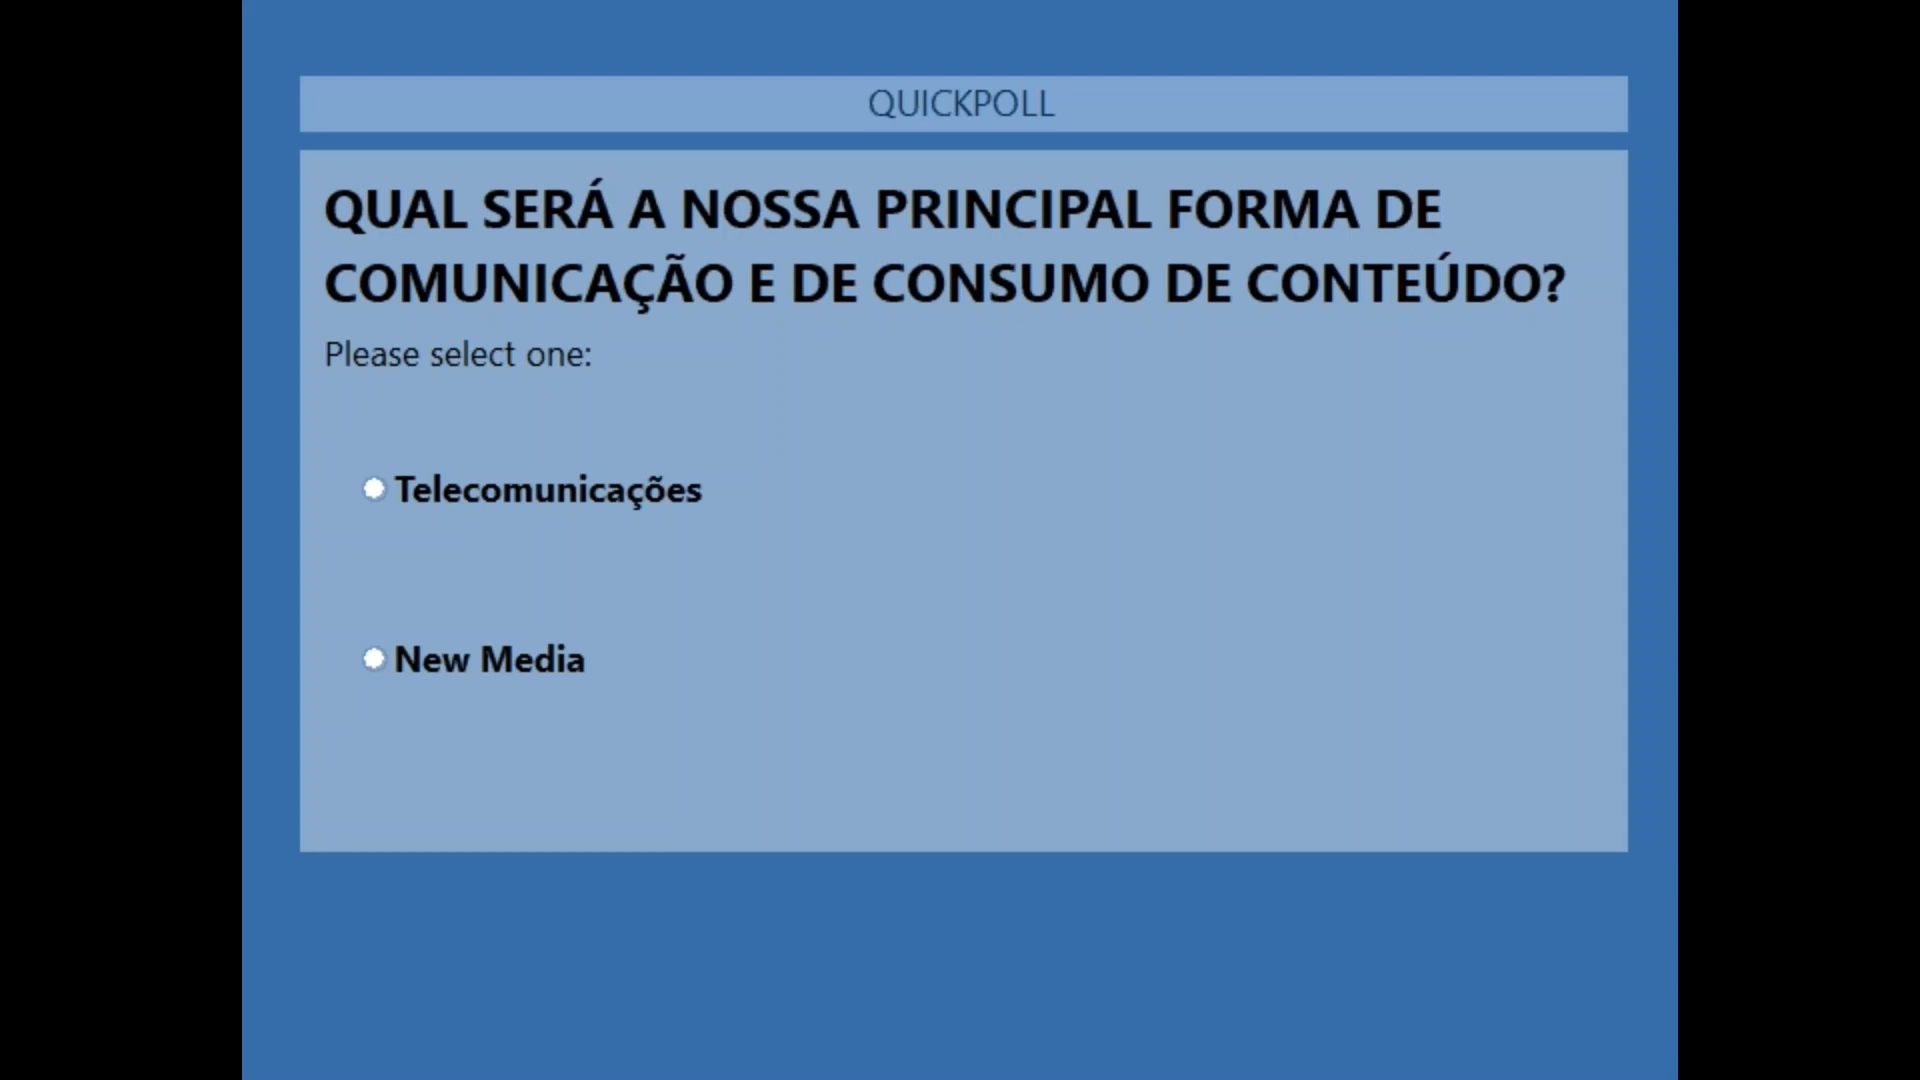 QUICKPOLL
QUAL SERÁ A NOSSA PRINCIPAL FORMA DE
COMUNICAÇÃO E DE CONSUMO DE CONTEÚDO?
Please select one:
Telecomunicações
New Media